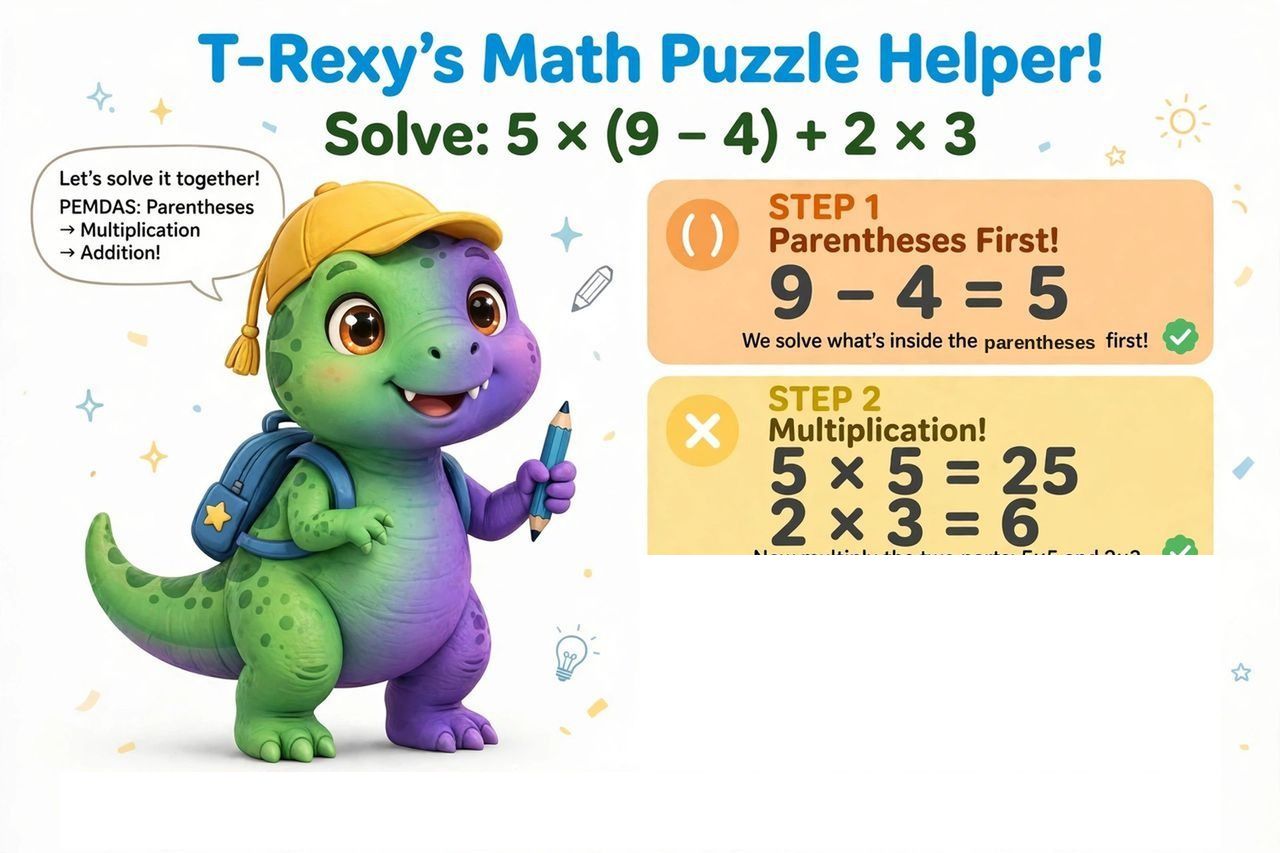 T-Rexy's Math Puzzle Helper!
Solve: 5 × (9 – 4) + 2 × 3
Let's solve it together!
PEMDAS: Parentheses
→ Multiplication
→ Addition!
( )
STEP 1
Parentheses First!
9 – 4 = 5
We solve what's inside the parentheses first!
×
STEP 2
Multiplication!
5 × 5 = 25
2 × 3 = 6